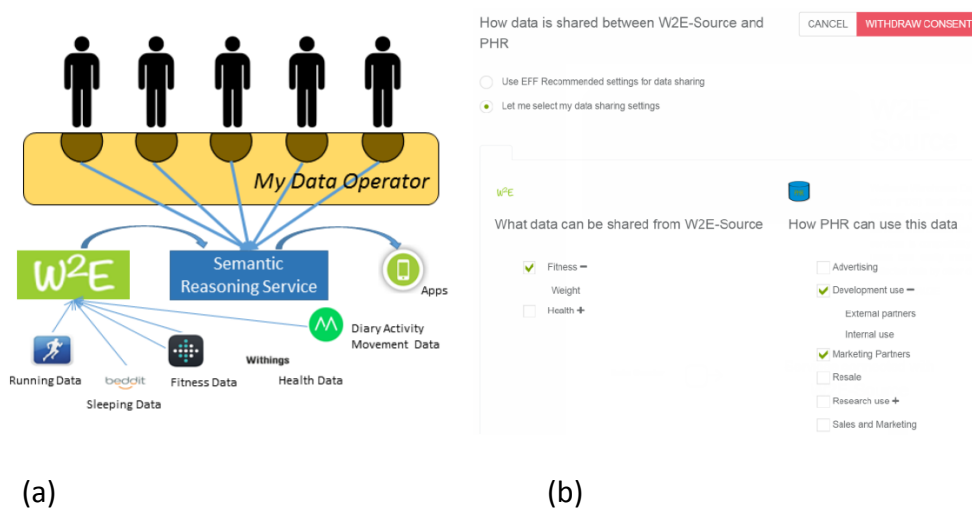 My Data Operator
W²E
Semantic
Reasoning Service
Apps
Diary Activity
Movement Data
Running Data
beddit
Sleeping Data
Fitness Data
Withings
Health Data
(a)
How data is shared between W2E-Source and
PHR
CANCEL
WITHDRAW CONSENT
Use EFF Recommended settings for data sharing
Let me select my data sharing settings
W²E
What data can be shared from W2E-Source
Fitness −
Weight
Health +
How PHR can use this data
Advertising
Development use −
External partners
Internal use
Marketing Partners
Resale
Research use +
Sales and Marketing
(b)